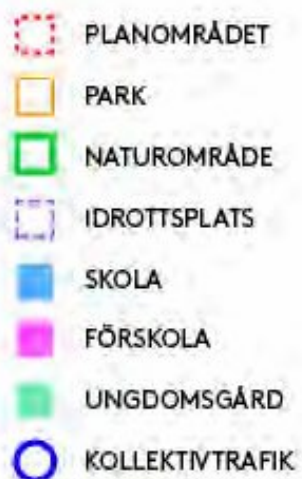 PLANOMRÅDET
PARK
NATUROMRÅDE
IDROTTSPLATS
SKOLA
FÖRSKOLA
UNGDOMSGÅRD
KOLLEKTIVTRAFIK